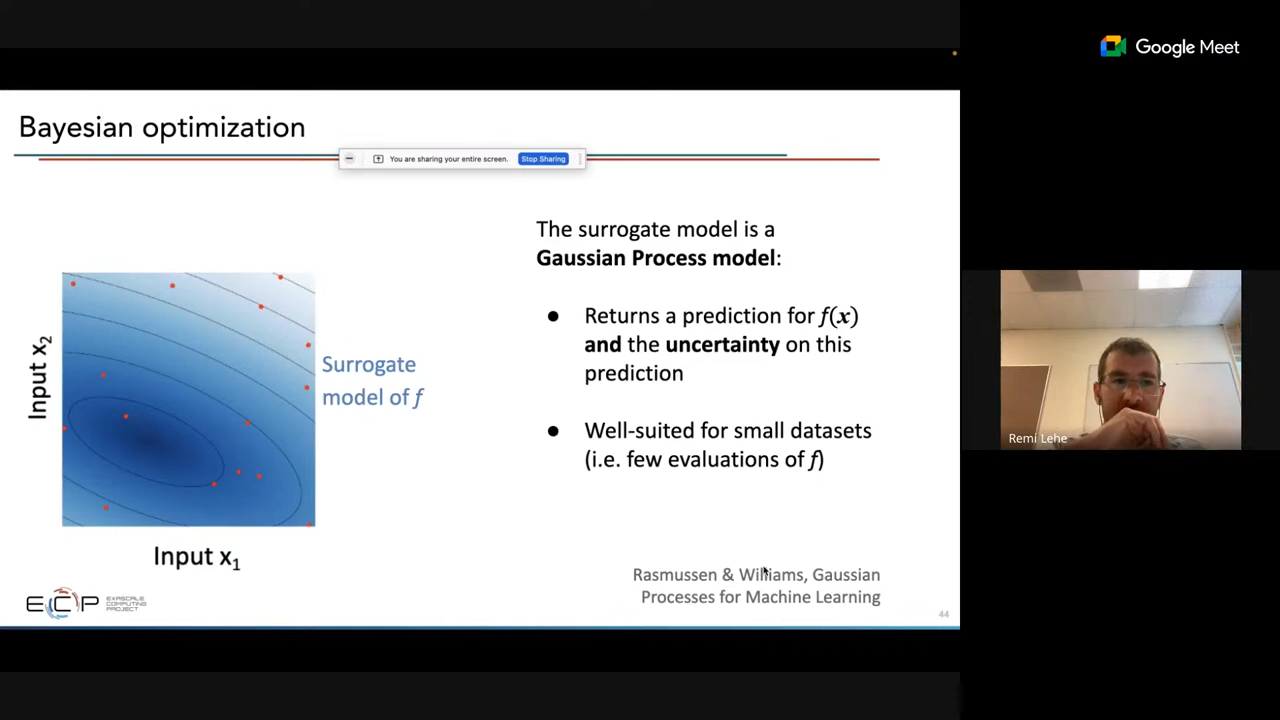 Google Meet
Bayesian optimization
You are sharing your entire screen. Stop Sharing
The surrogate model is a
Gaussian Process model:
● Returns a prediction for f(x)
and the uncertainty on this
prediction
● Well-suited for small datasets
(i.e. few evaluations of f)
Input x₂
Surrogate
model of f
Input x₁
Rasmussen & Williams, Gaussian
Processes for Machine Learning
ECP
EXASCALE
COMPUTING
PROJECT
44
Remi Lehe